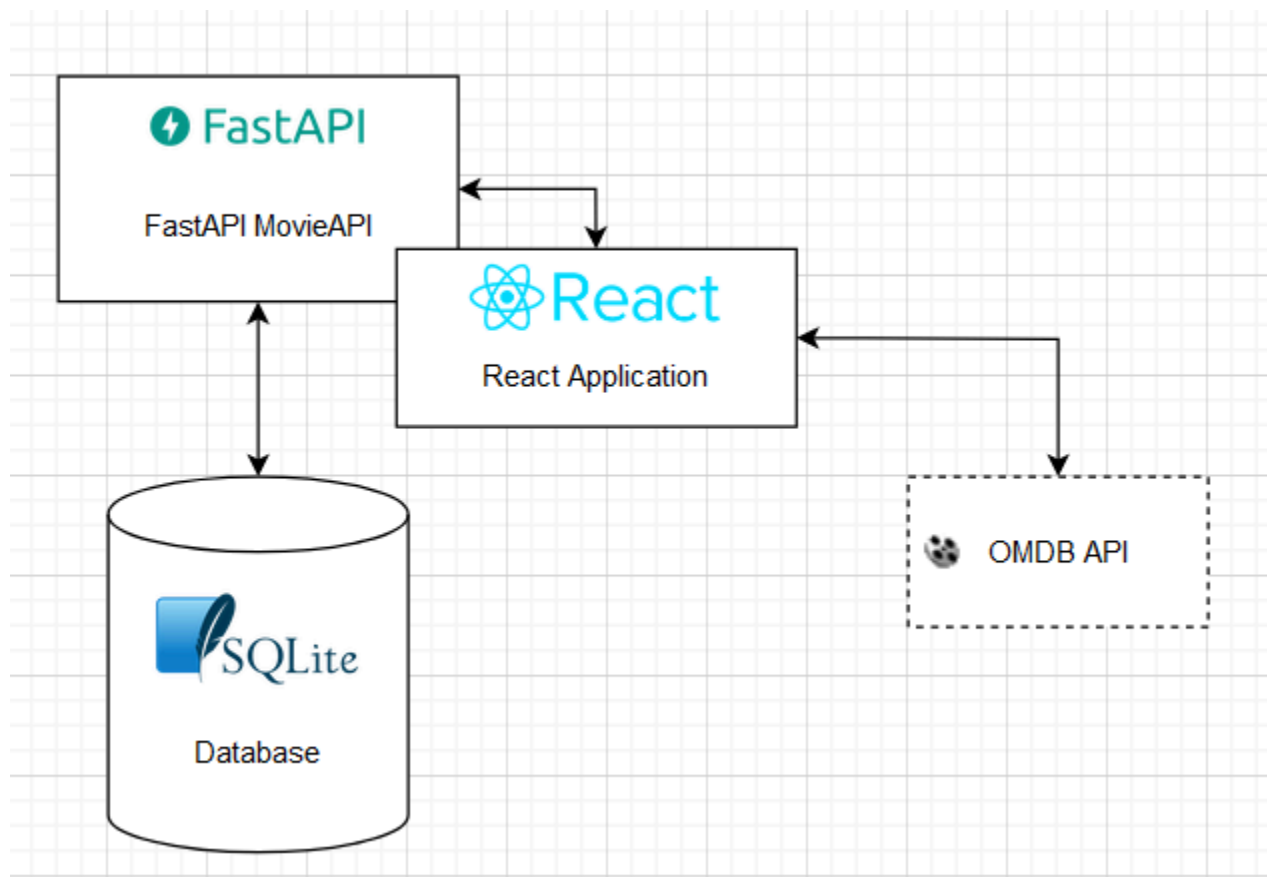 FastAPI
FastAPI MovieAPI
React
React Application
OMDB API
SQLite
Database